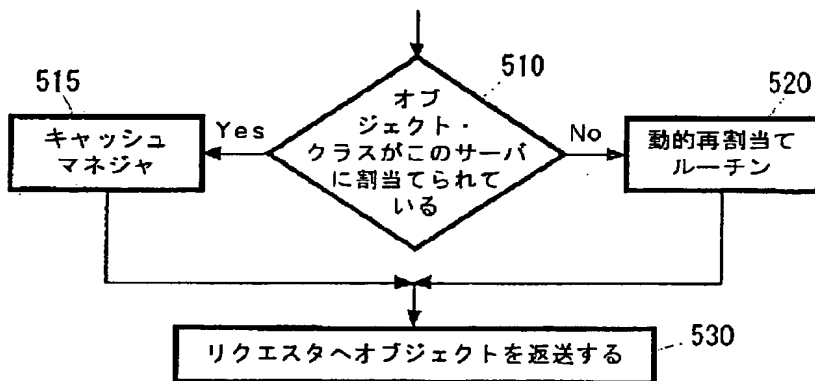 510
オブ
ジェクト・
クラスがこのサーバ
に割当てられて
いる
515
キャッシュ
マネジャ
Yes
No
520
動的再割当て
ルーチン
530
リクエスタへオブジェクトを返送する